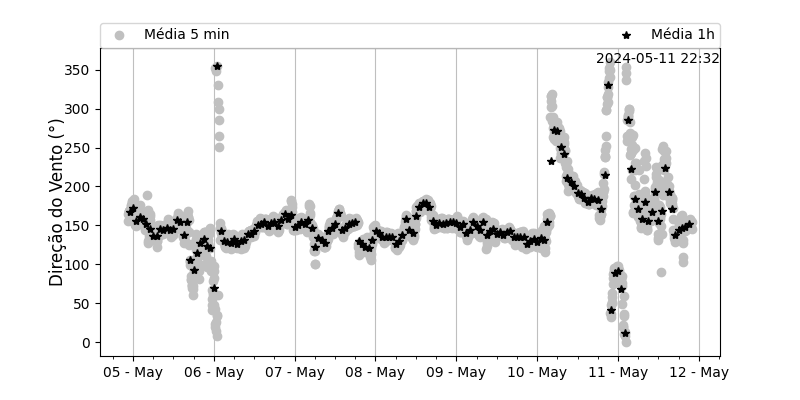 Média 5 min
Média 1h
2024-05-11 22:32
Direção do Vento (°)
350
300
250
200
150
100
50
0
05 - May
06 - May
07 - May
08 - May
09 - May
10 - May
11 - May
12 - May